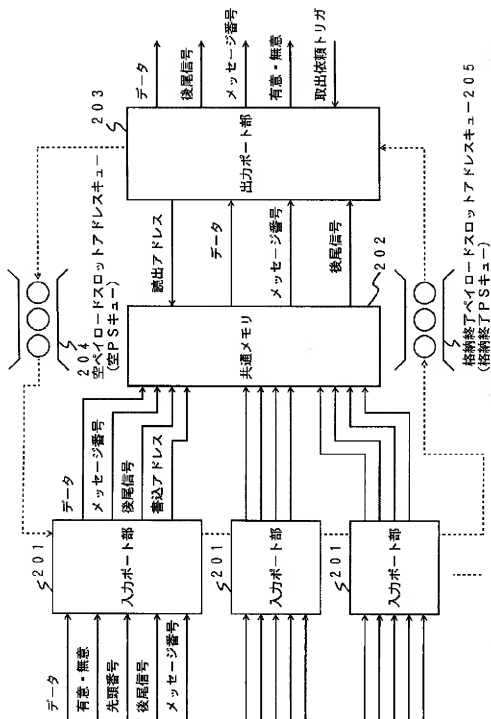 データ
有意・無意
先頭番号
後尾信号
メッセージ番号
201
入力ポート部
201
入力ポート部
201
入力ポート部
データ
メッセージ番号
後尾信号
書込アドレス
204
空ペイロードスロットアドレスキュー
(空PSキュー)
共通メモリ
202
読出アドレス
データ
メッセージ番号
後尾信号
格納終了ペイロードスロットアドレスキュー205
(格納終了PSキュー)
203
出力ポート部
データ
後尾信号
メッセージ番号
有意・無意
取出依頼トリガ